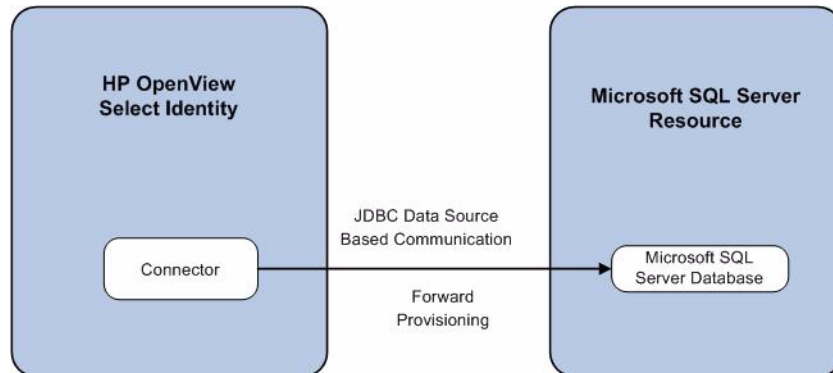 HP OpenView
Select Identity
Microsoft SQL Server
Resource
JDBC Data Source
Based Communication
Connector
Microsoft SQL
Server Database
Forward
Provisioning